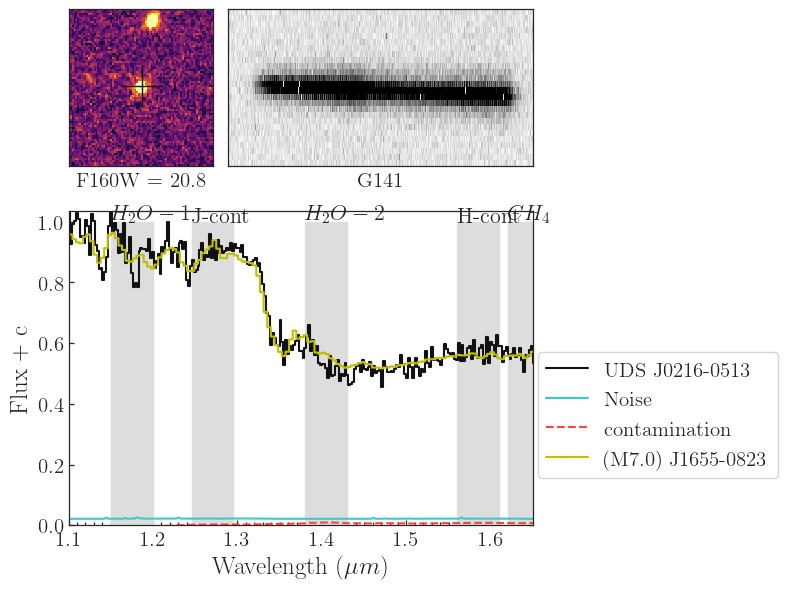 F160W = 20.8
G141
H2O − 1
J-cont
H2O − 2
H-cont
CH4
1.0
0.8
0.6
0.4
0.2
0.0
Flux + c
1.1
1.2
1.3
1.4
1.5
1.6
Wavelength (μm)
UDS J0216-0513
Noise
contamination
(M7.0) J1655-0823